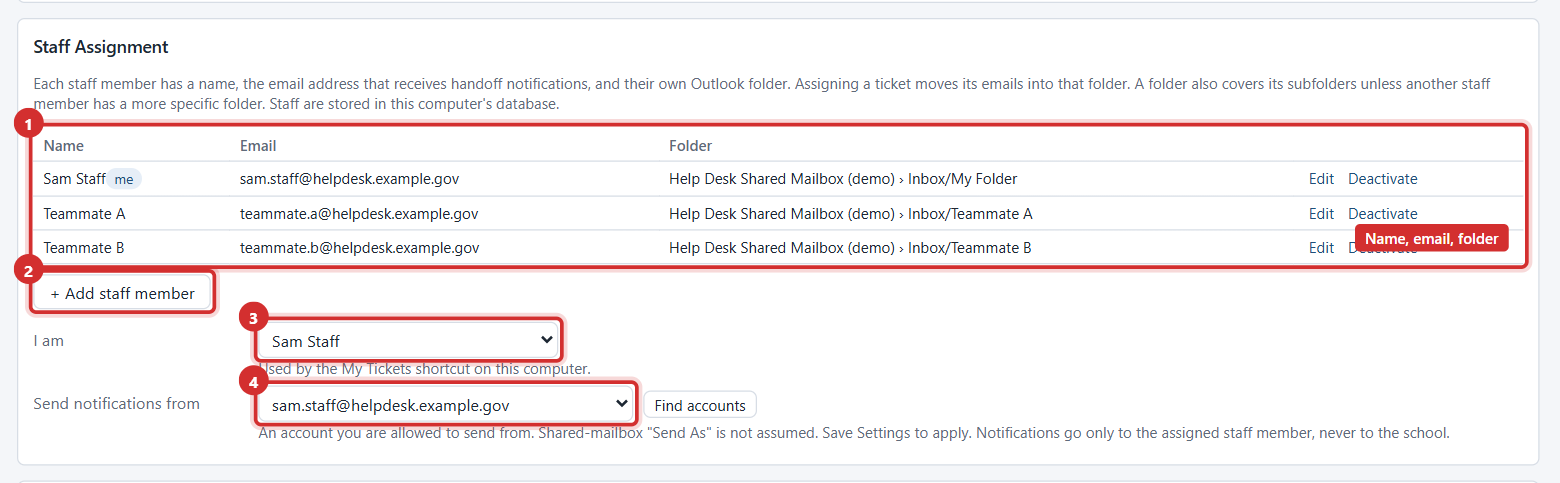 Staff Assignment
Each staff member has a name, the email address that receives handoff notifications, and their own Outlook folder. Assigning a ticket moves its emails into that folder. A folder also covers its subfolders unless another staff
member has a more specific folder. Staff are stored in this computer's database.
1
Name Email Folder
Sam Staff me sam.staff@helpdesk.example.gov Help Desk Shared Mailbox (demo) › Inbox/My Folder Edit Deactivate
Teammate A teammate.a@helpdesk.example.gov Help Desk Shared Mailbox (demo) › Inbox/Teammate A Edit Deactivate
Teammate B teammate.b@helpdesk.example.gov Help Desk Shared Mailbox (demo) › Inbox/Teammate B Edit
Name, email, folder
2
+ Add staff member
3
I am Sam Staff
Used by the My Tickets shortcut on this computer.
4
Send notifications from sam.staff@helpdesk.example.gov Find accounts
An account you are allowed to send from. Shared-mailbox "Send As" is not assumed. Save Settings to apply. Notifications go only to the assigned staff member, never to the school.